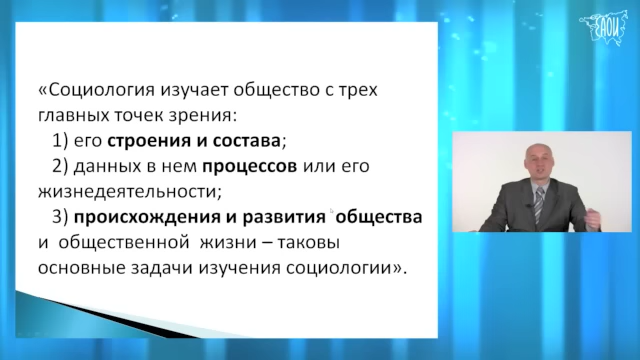 «Социология изучает общество с трех
главных точек зрения:
1) его строения и состава;
2) данных в нем процессов или его
жизнедеятельности;
3) происхождения и развития общества
и общественной жизни – таковы
основные задачи изучения социологии».
САОИ